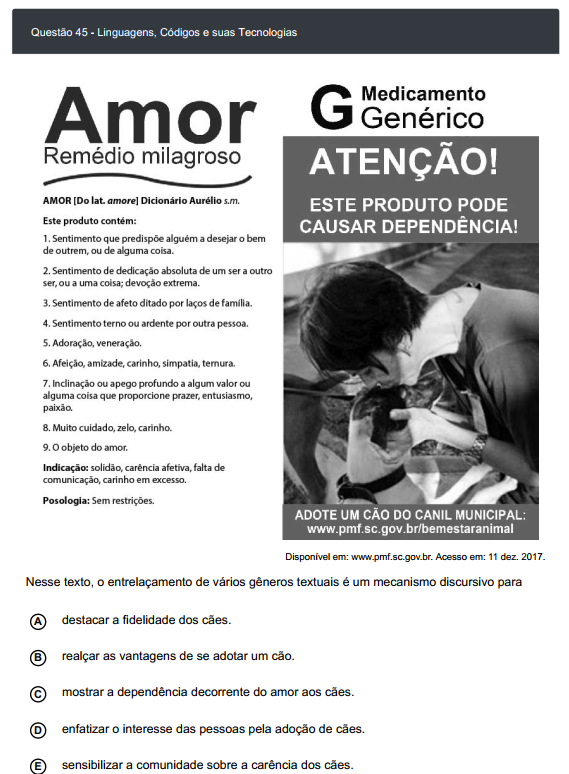 Questão 45 - Linguagens, Códigos e suas Tecnologias
Amor
Remédio milagroso
AMOR [Do lat. amore] Dicionário Aurélio s.m.
Este produto contém:
1. Sentimento que predispõe alguém a desejar o bem
de outrem, ou de alguma coisa.
2. Sentimento de dedicação absoluta de um ser a outro
ser, ou a uma coisa; devoção extrema.
3. Sentimento de afeto ditado por laços de família.
4. Sentimento terno ou ardente por outra pessoa.
5. Adoração, veneração.
6. Afeição, amizade, carinho, simpatia, ternura.
7. Inclinação ou apego profundo a algum valor ou
alguma coisa que proporcione prazer, entusiasmo,
paixão.
8. Muito cuidado, zelo, carinho.
9. O objeto do amor.
Indicação: solidão, carência afetiva, falta de
comunicação, carinho em excesso.
Posologia: Sem restrições.
G Medicamento
Genérico
ATENÇÃO!
ESTE PRODUTO PODE
CAUSAR DEPENDÊNCIA!
ADOTE UM CÃO DO CANIL MUNICIPAL:
www.pmf.sc.gov.br/bemestaranimal
Disponível em: www.pmf.sc.gov.br. Acesso em: 11 dez. 2017.
Nesse texto, o entrelaçamento de vários gêneros textuais é um mecanismo discursivo para
A destacar a fidelidade dos cães.
B realçar as vantagens de se adotar um cão.
C mostrar a dependência decorrente do amor aos cães.
D enfatizar o interesse das pessoas pela adoção de cães.
E sensibilizar a comunidade sobre a carência dos cães.